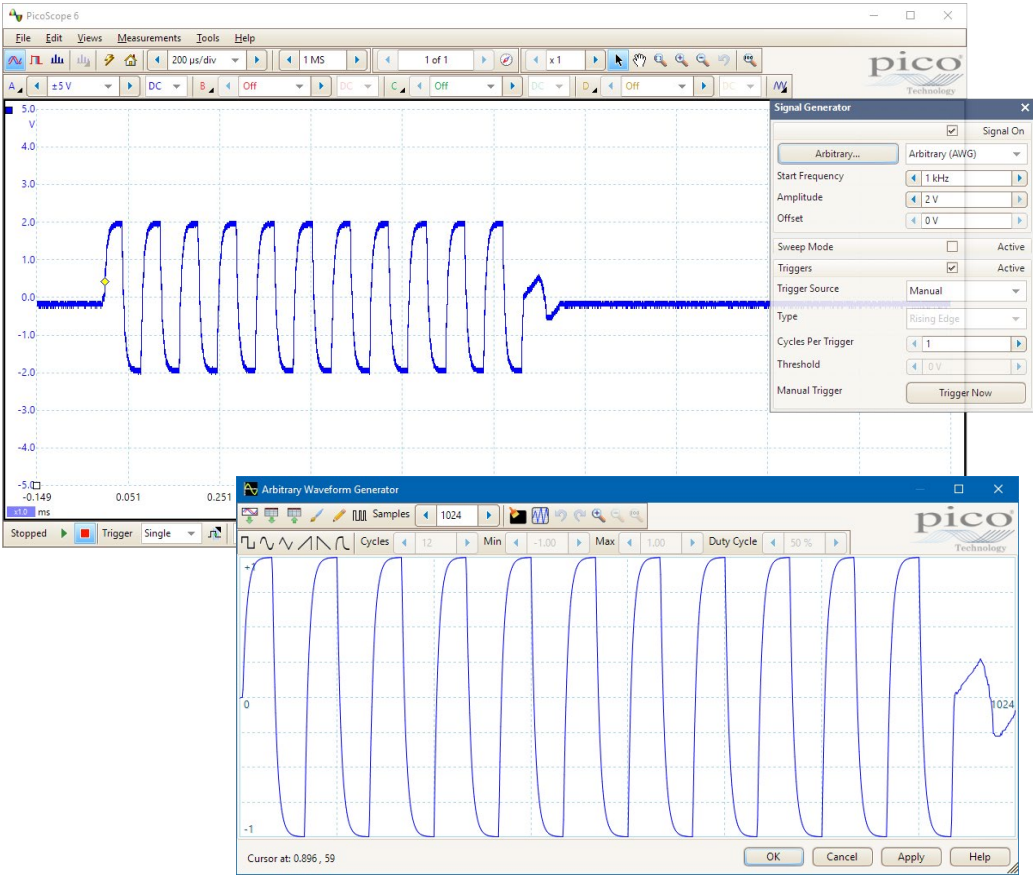 PicoScope 6
File Edit Views Measurements Tools Help
200 µs/div 1 MS 1 of 1 x 1
pico
Technology
A ±5 V DC B Off DC C Off DC D Off DC
5.0
V
4.0
3.0
2.0
1.0
0.0
-1.0
-2.0
-3.0
-4.0
-5.0
-0.149 0.051 0.251
x1.0 ms
Stopped Trigger Single
Signal Generator
Signal On
Arbitrary... Arbitrary (AWG)
Start Frequency 1 kHz
Amplitude 2 V
Offset 0 V
Sweep Mode Active
Triggers Active
Trigger Source Manual
Type Rising Edge
Cycles Per Trigger 1
Threshold 0 V
Manual Trigger Trigger Now
Arbitrary Waveform Generator
Samples 1024
pico
Technology
Cycles 12 Min -1.00 Max 1.00 Duty Cycle 50 %
+1
0
1024
-1
Cursor at: 0.896 , 59
OK Cancel Apply Help